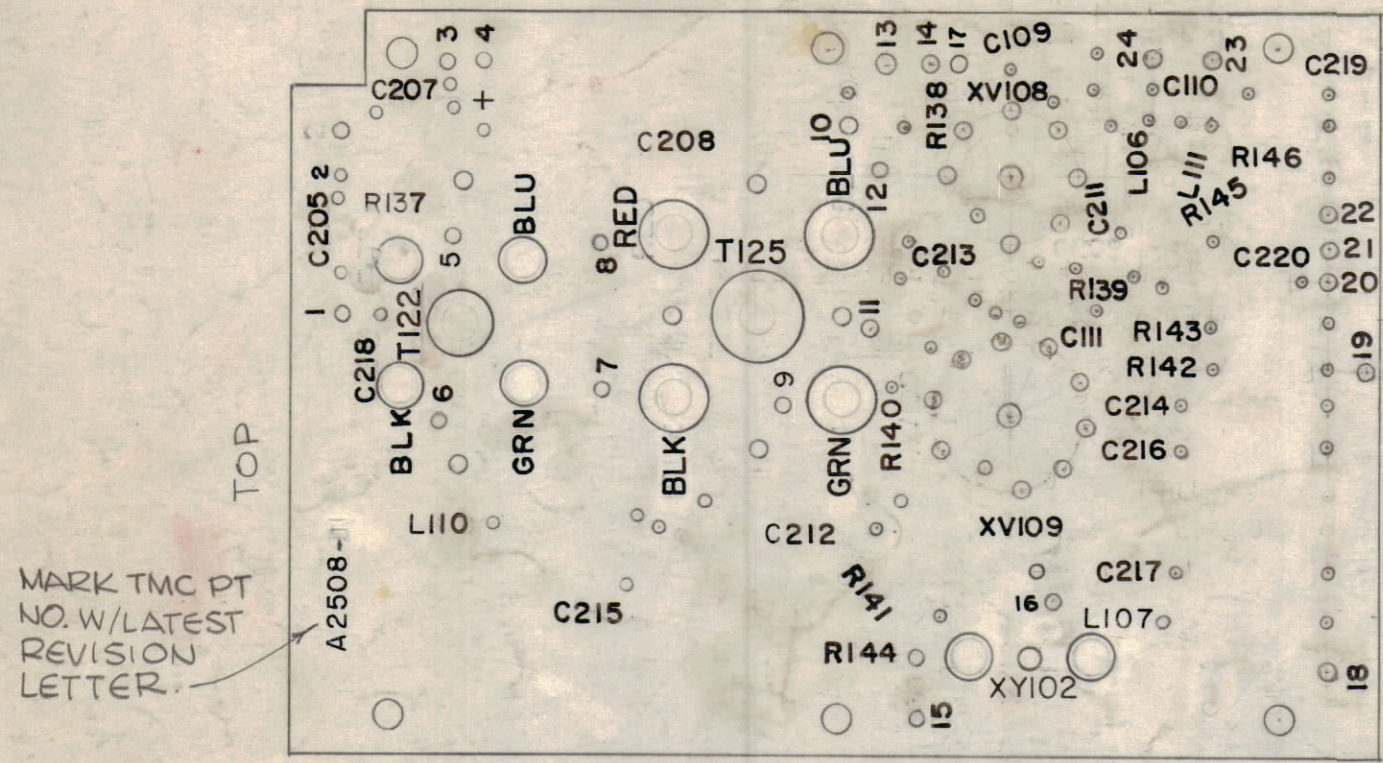 3
4
13
14
17
C109
24
23
C219
C207
+
XV108
C110
R138
10
C208
BLU
L106
L111
R146
2
R137
BLU
RED
12
C211
R145
22
C205
5
8
T125
C213
21
C220
20
1
T122
11
R139
C111
R143
19
C218
6
7
9
R142
BLK
GRN
BLK
GRN
R140
C214
C216
TOP
L110
C212
XV109
A2508-
MARK TMC PT
NO. W/LATEST
REVISION
LETTER.
C215
R141
C217
16
L107
R144
XY102
18
15